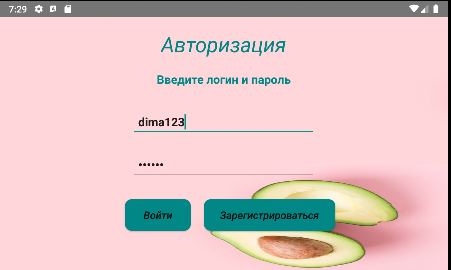 7:29
Авторизация
Введите логин и пароль
dima123
••••••
Войти Зарегистрироваться